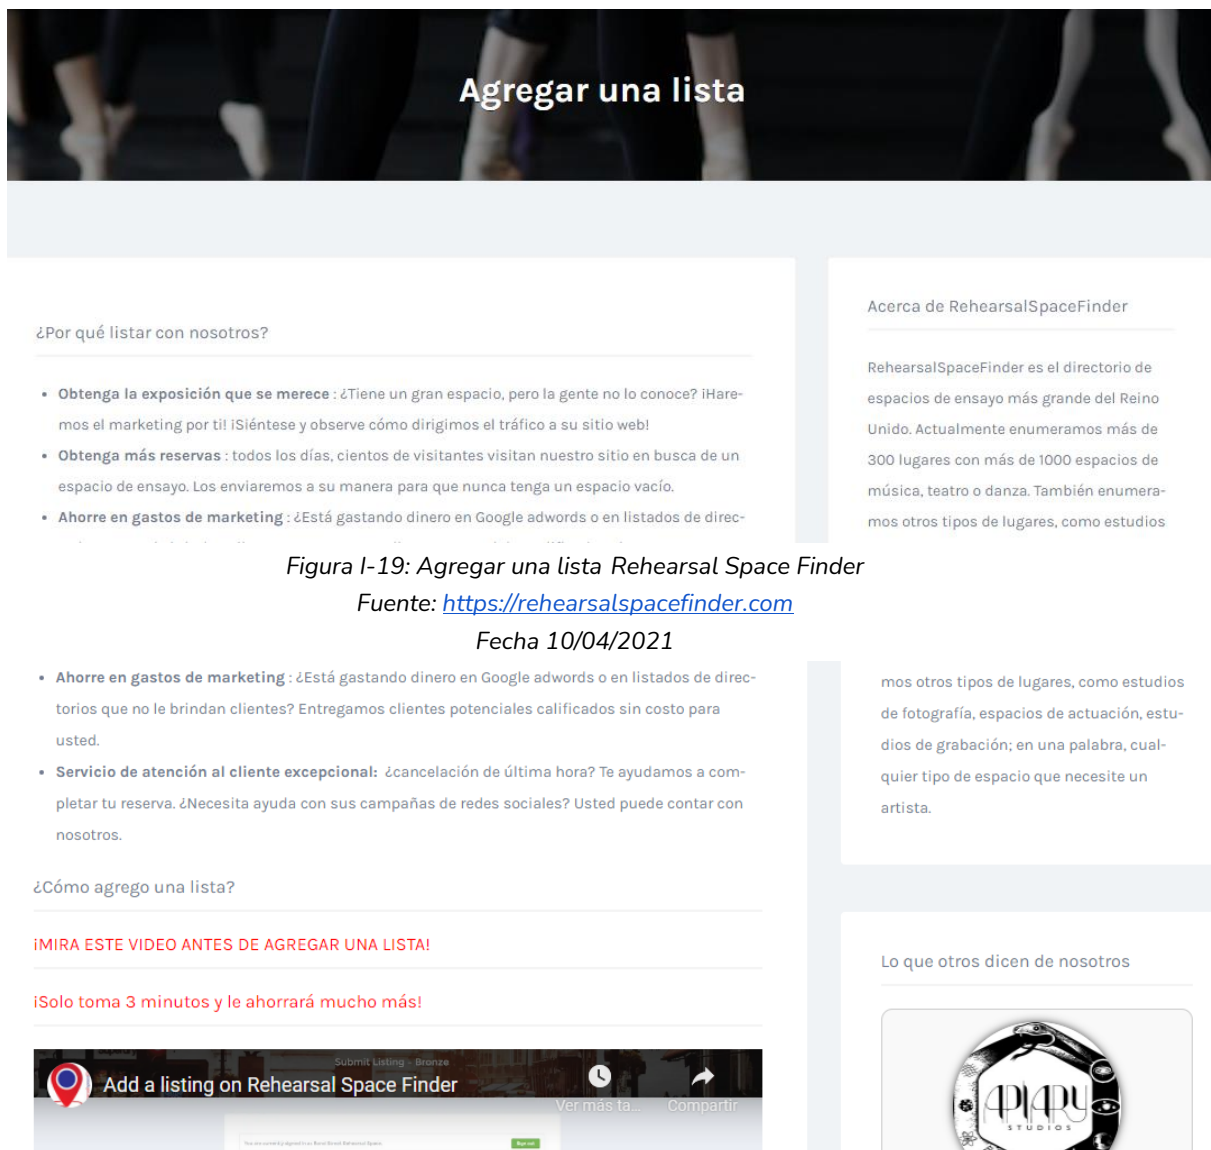 Agregar una lista
¿Por qué listar con nosotros?
• Obtenga la exposición que se merece : ¿Tiene un gran espacio, pero la gente no lo conoce? ¡Hare-
mos el marketing por ti! ¡Siéntese y observe cómo dirigimos el tráfico a su sitio web!
• Obtenga más reservas : todos los días, cientos de visitantes visitan nuestro sitio en busca de un
espacio de ensayo. Los enviaremos a su manera para que nunca tenga un espacio vacío.
• Ahorre en gastos de marketing : ¿Está gastando dinero en Google adwords o en listados de direc-
Acerca de RehearsalSpaceFinder
RehearsalSpaceFinder es el directorio de
espacios de ensayo más grande del Reino
Unido. Actualmente enumeramos más de
300 lugares con más de 1000 espacios de
música, teatro o danza. También enumera-
mos otros tipos de lugares, como estudios
Figura I-19: Agregar una lista Rehearsal Space Finder
Fuente: https://rehearsalspacefinder.com
Fecha 10/04/2021
• Ahorre en gastos de marketing : ¿Está gastando dinero en Google adwords o en listados de direc-
torios que no le brindan clientes? Entregamos clientes potenciales calificados sin costo para
usted.
• Servicio de atención al cliente excepcional: ¿cancelación de última hora? Te ayudamos a com-
pletar tu reserva. ¿Necesita ayuda con sus campañas de redes sociales? Usted puede contar con
nosotros.
¿Cómo agrego una lista?
¡MIRA ESTE VIDEO ANTES DE AGREGAR UNA LISTA!
¡Solo toma 3 minutos y le ahorrará mucho más!
Submit Listing - Bronze
Add a listing on Rehearsal Space Finder
Ver más ta...
Compartir
You are currently signed in as Bond Street Rehearsal Space.
Sign out
mos otros tipos de lugares, como estudios
de fotografía, espacios de actuación, estu-
dios de grabación; en una palabra, cual-
quier tipo de espacio que necesite un
artista.
Lo que otros dicen de nosotros
APIARY
STUDIOS